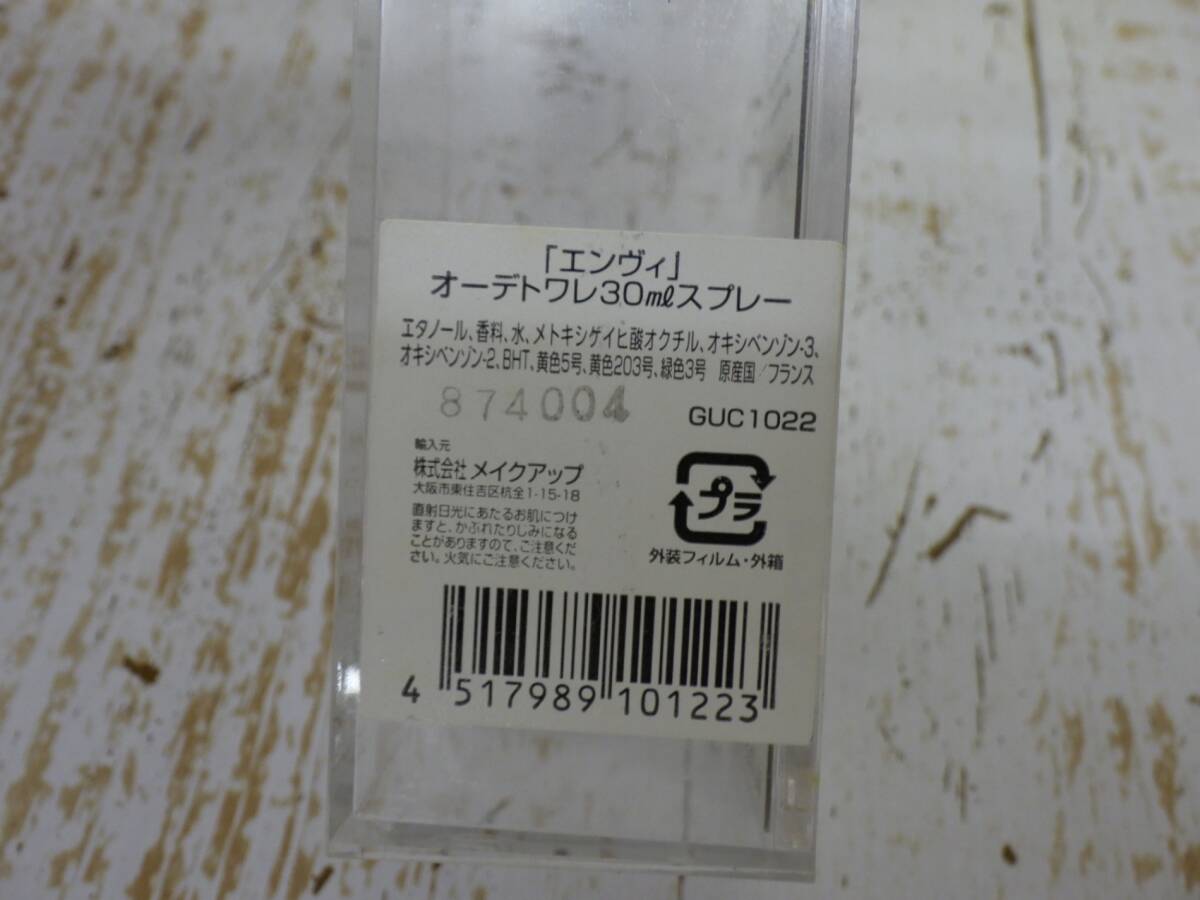 「エンヴィ」
オーデトワレ30㎖スプレー
エタノール、香料、水、メトキシケイヒ酸オクチル、オキシベンゾン-3、
オキシベンゾン-2、BHT、黄色5号、黄色203号、緑色3号 原産国/フランス
874004
GUC1022
輸入元
株式会社 メイクアップ
大阪市東住吉区杭全1-15-18
直射日光にあたるお肌につけ
ますと、かぶれたりしみになる
ことがありますので、ご注意くだ
さい。火気にご注意ください。
プラ
外装フィルム・外箱
4 517989 101223